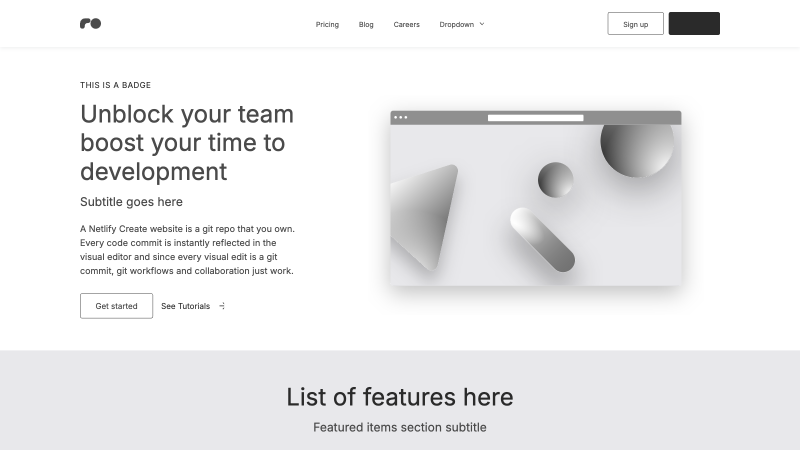 Pricing Blog Careers Dropdown Sign up
THIS IS A BADGE
Unblock your team
boost your time to
development
Subtitle goes here
A Netlify Create website is a git repo that you own.
Every code commit is instantly reflected in the
visual editor and since every visual edit is a git
commit, git workflows and collaboration just work.
Get started See Tutorials
List of features here
Featured items section subtitle